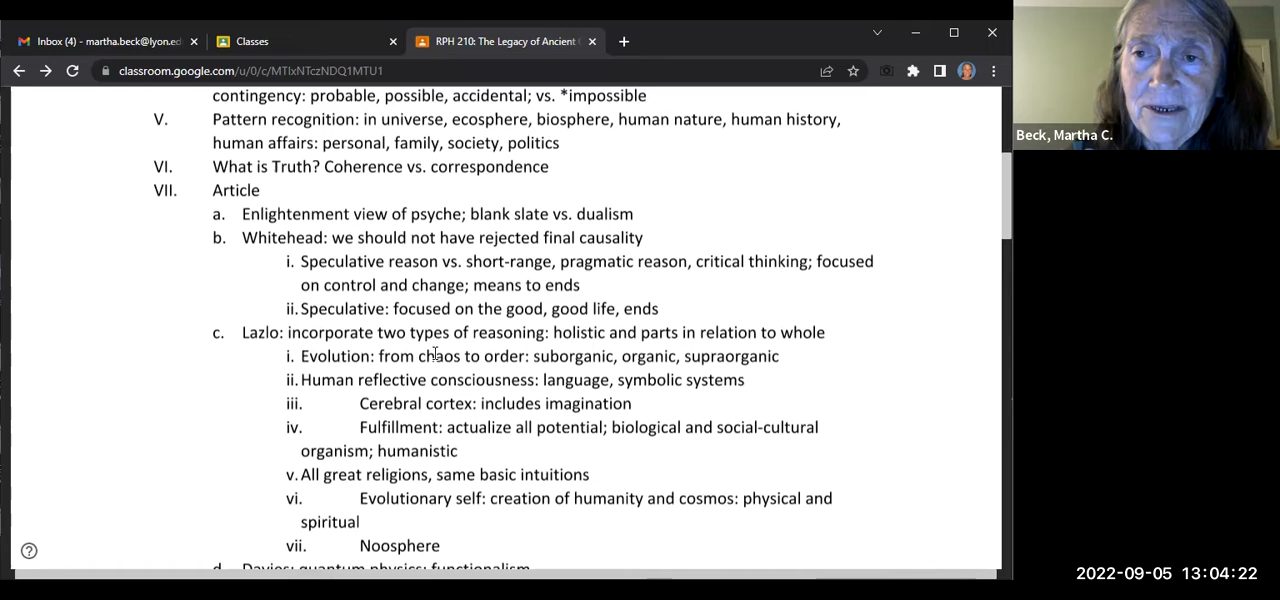 Inbox (4) - martha.beck@lyon.ed
Classes
RPH 210: The Legacy of Ancient
classroom.google.com/u/0/c/MTIxNTczNDQ1MTU1
Beck, Martha C.
contingency: probable, possible, accidental; vs. *impossible
V. Pattern recognition: in universe, ecosphere, biosphere, human nature, human history,
human affairs: personal, family, society, politics
VI. What is Truth? Coherence vs. correspondence
VII. Article
a. Enlightenment view of psyche; blank slate vs. dualism
b. Whitehead: we should not have rejected final causality
i. Speculative reason vs. short-range, pragmatic reason, critical thinking; focused
on control and change; means to ends
ii. Speculative: focused on the good, good life, ends
c. Lazlo: incorporate two types of reasoning: holistic and parts in relation to whole
i. Evolution: from chaos to order: suborganic, organic, supraorganic
ii. Human reflective consciousness: language, symbolic systems
iii. Cerebral cortex: includes imagination
iv. Fulfillment: actualize all potential; biological and social-cultural
organism; humanistic
v. All great religions, same basic intuitions
vi. Evolutionary self: creation of humanity and cosmos: physical and
spiritual
vii. Noosphere
d. Davies: quantum physics; functionalism
2022-09-05 13:04:22